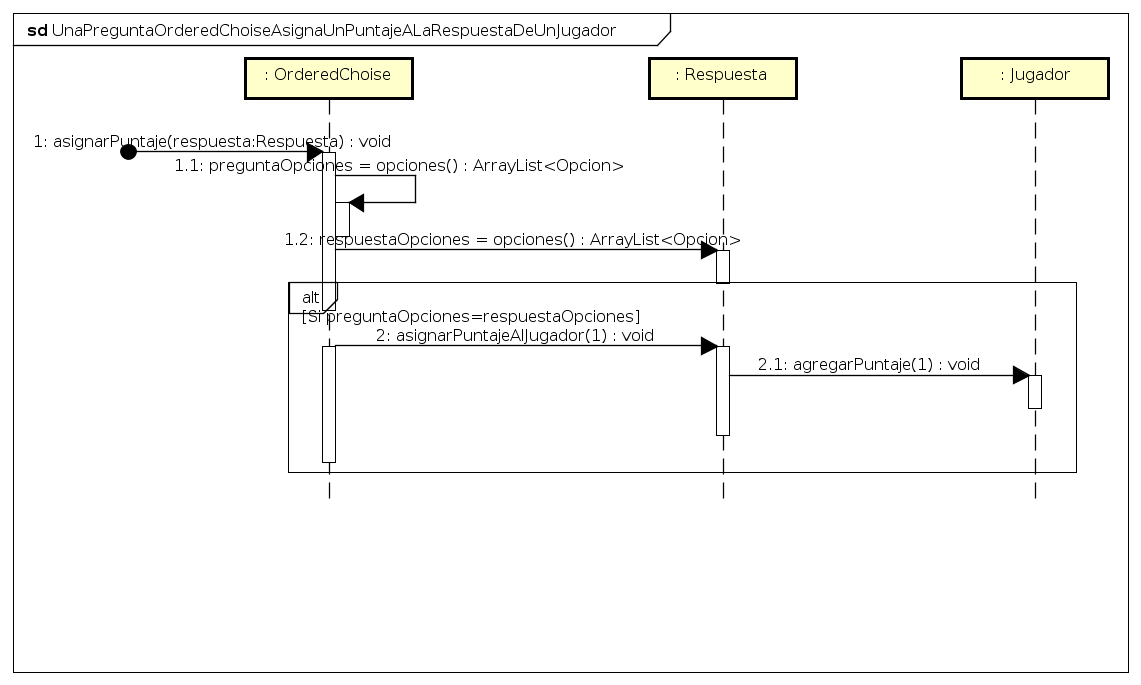 sd UnaPreguntaOrderedChoiseAsignaUnPuntajeALaRespuestaDeUnJugador
: OrderedChoise
: Respuesta
: Jugador
1: asignarPuntaje(respuesta:Respuesta) : void
1.1: preguntaOpciones = opciones() : ArrayList<Opcion>
1.2: respuestaOpciones = opciones() : ArrayList<Opcion>
alt
[Si preguntaOpciones=respuestaOpciones]
2: asignarPuntajeAlJugador(1) : void
2.1: agregarPuntaje(1) : void